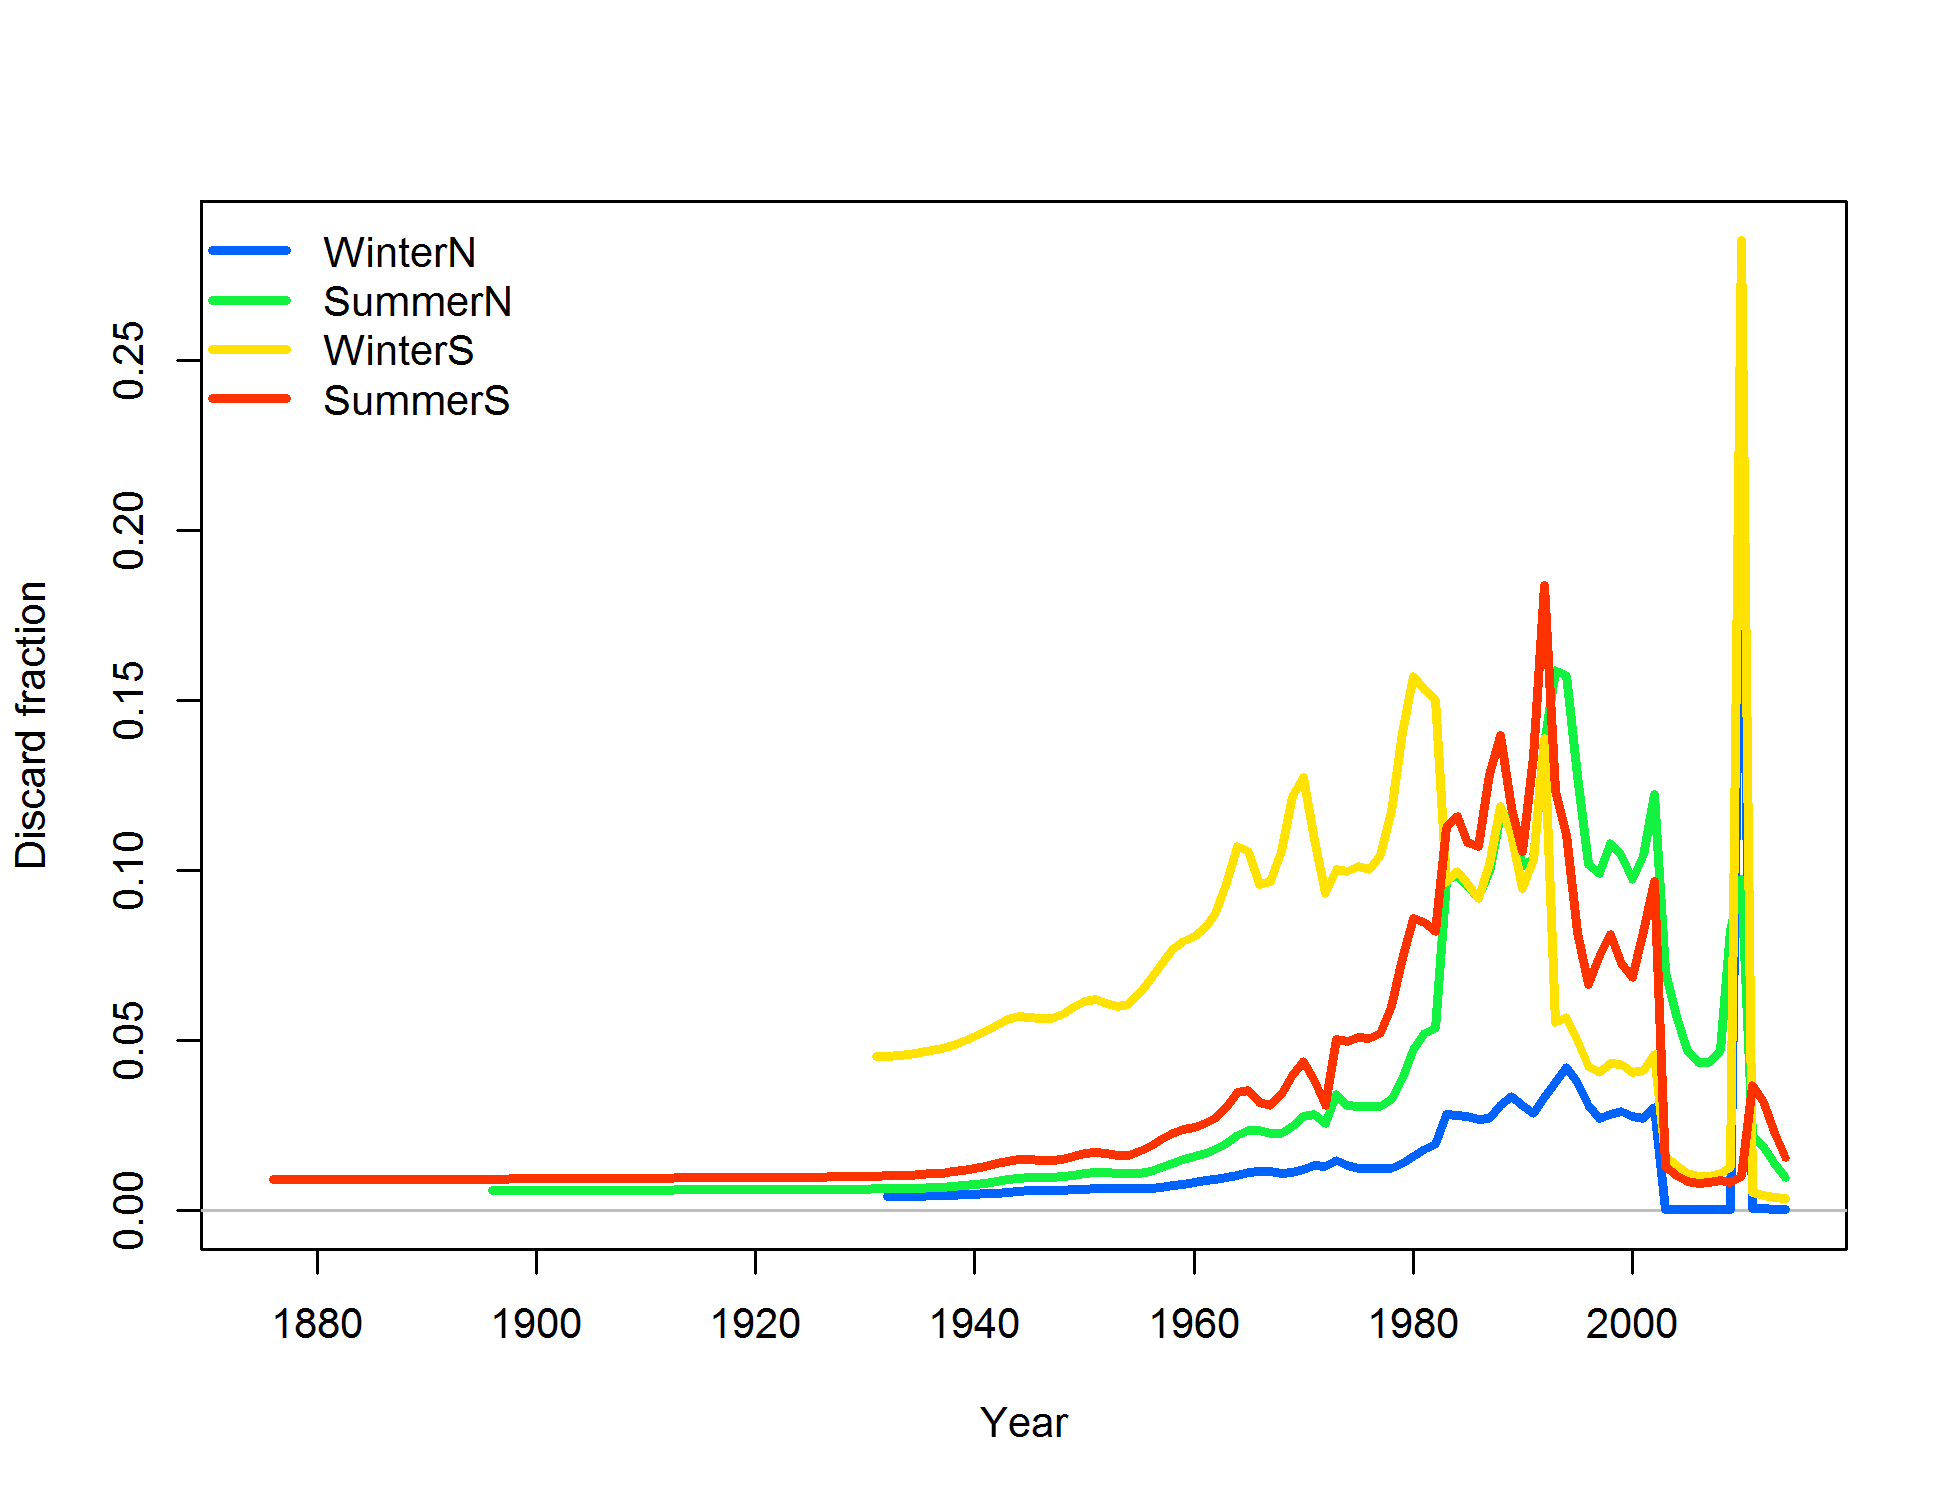 WinterN
SummerN
WinterS
SummerS
Discard fraction
0.25
0.20
0.15
0.10
0.05
0.00
1880 1900 1920 1940 1960 1980 2000
Year